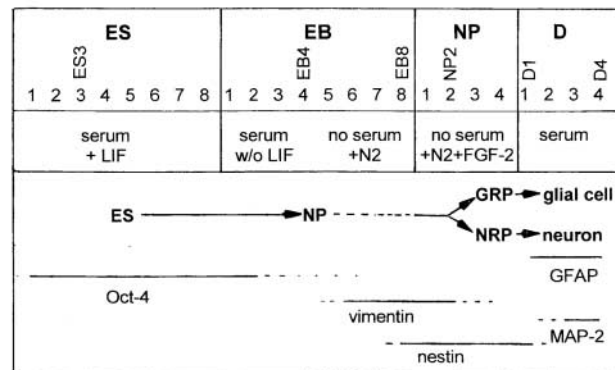 ES EB NP D
ES3 EB4 EB8 NP2 D1 D4
1 2 3 4 5 6 7 8 1 2 3 4 5 6 7 8 1 2 3 4 1 2 3 4
serum serum no serum no serum serum
+ LIF w/o LIF +N2 +N2+FGF-2
GRP glial cell
ES NP
NRP neuron
GFAP
Oct-4
vimentin
MAP-2
nestin